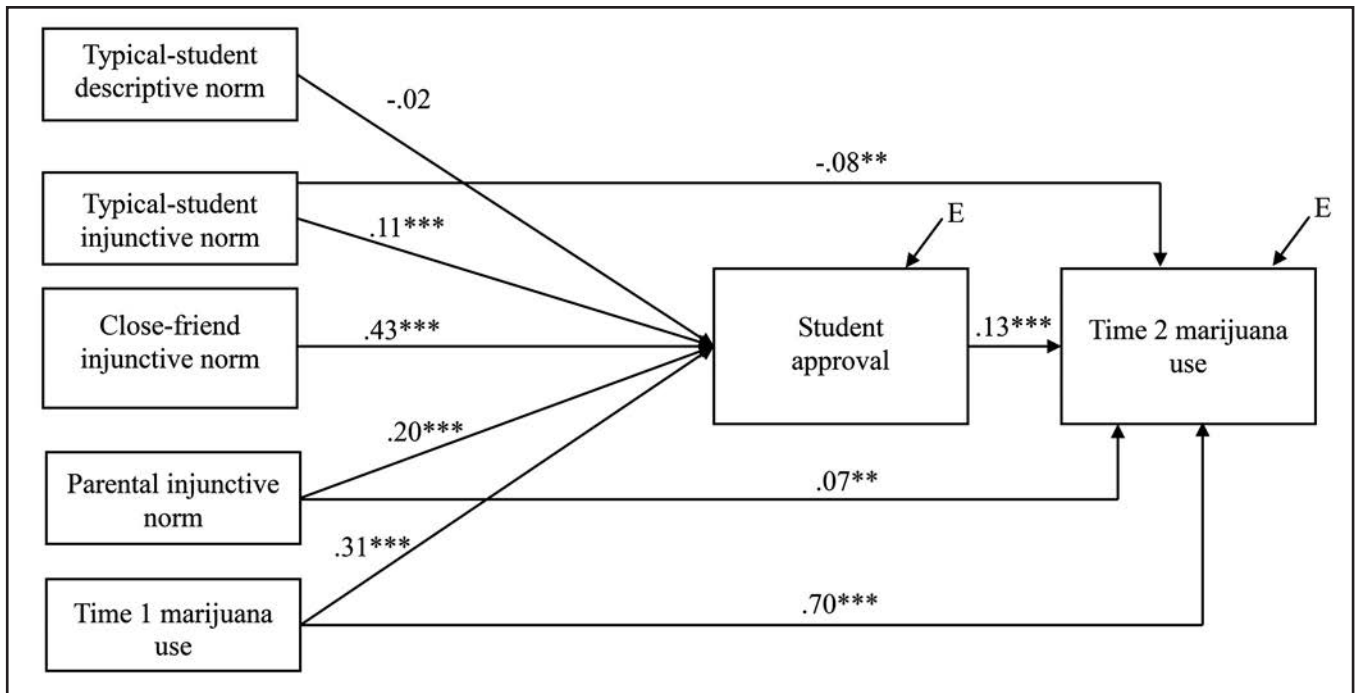 Typical-student
descriptive norm
-.02
-.08**
Typical-student
injunctive norm
.11***
E
E
Close-friend
injunctive norm
.43***
Student
approval
.13***
Time 2 marijuana
use
.20***
Parental injunctive
norm
.07**
.31***
Time 1 marijuana
use
.70***